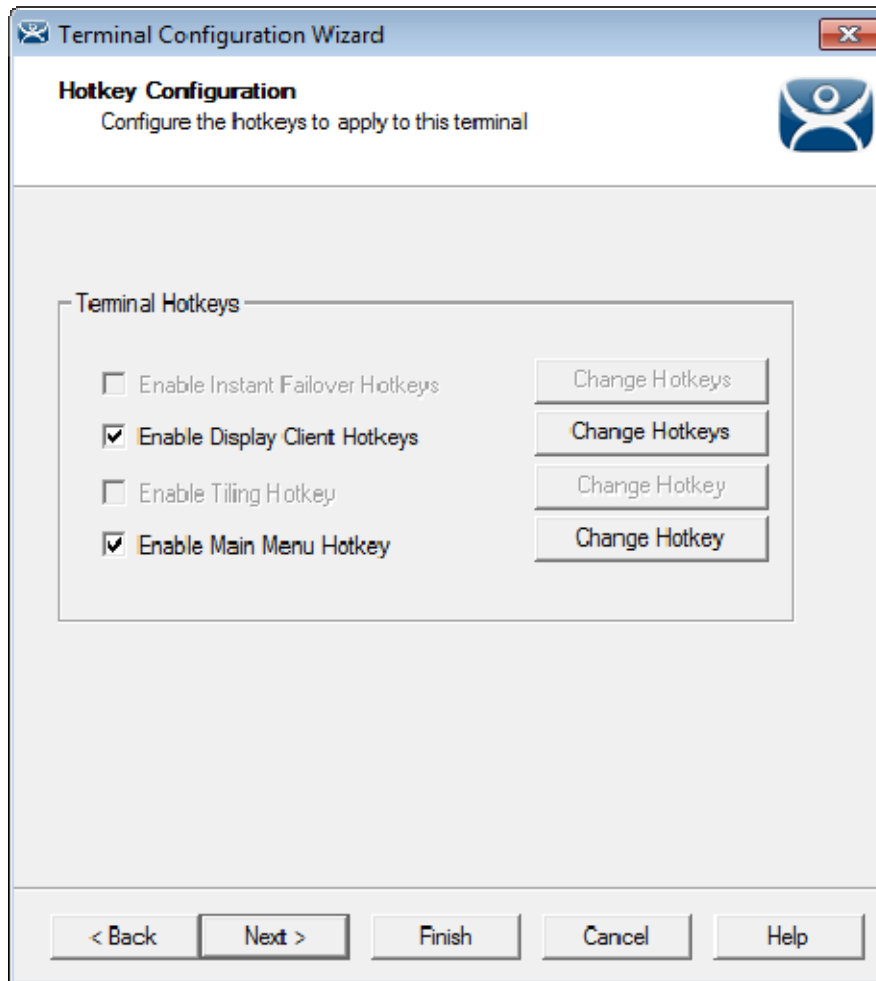 Terminal Configuration Wizard
Hotkey Configuration
Configure the hotkeys to apply to this terminal
Terminal Hotkeys
Enable Instant Failover Hotkeys Change Hotkeys
Enable Display Client Hotkeys Change Hotkeys
Enable Tiling Hotkey Change Hotkey
Enable Main Menu Hotkey Change Hotkey
< Back Next > Finish Cancel Help